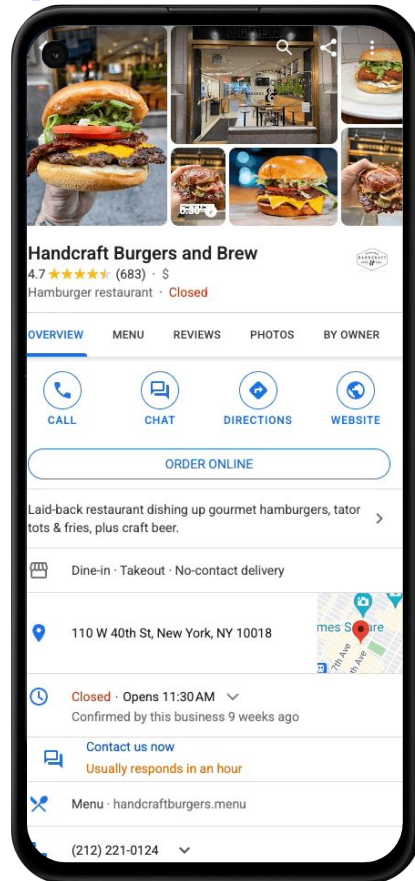 Handcraft Burgers and Brew
4.7 ★★★★★ (683) · $
Hamburger restaurant · Closed
OVERVIEW MENU REVIEWS PHOTOS BY OWNER
CALL CHAT DIRECTIONS WEBSITE
ORDER ONLINE
Laid-back restaurant dishing up gourmet hamburgers, tator
tots & fries, plus craft beer.
Dine-in · Takeout · No-contact delivery
110 W 40th St, New York, NY 10018
7th Ave
Closed · Opens 11:30 AM
Confirmed by this business 9 weeks ago
Contact us now
Usually responds in an hour
Menu · handcraftburgers.menu
(212) 221-0124